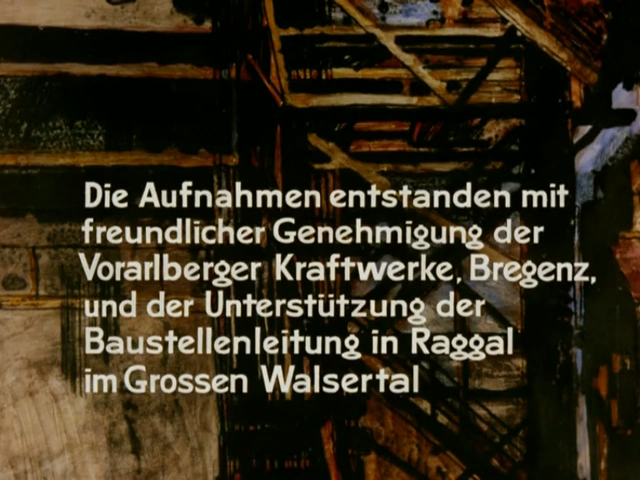 Die Aufnahmen entstanden mit
freundlicher Genehmigung der
Vorarlberger Kraftwerke, Bregenz,
und der Unterstützung der
Baustellenleitung in Raggal
im Grossen Walsertal